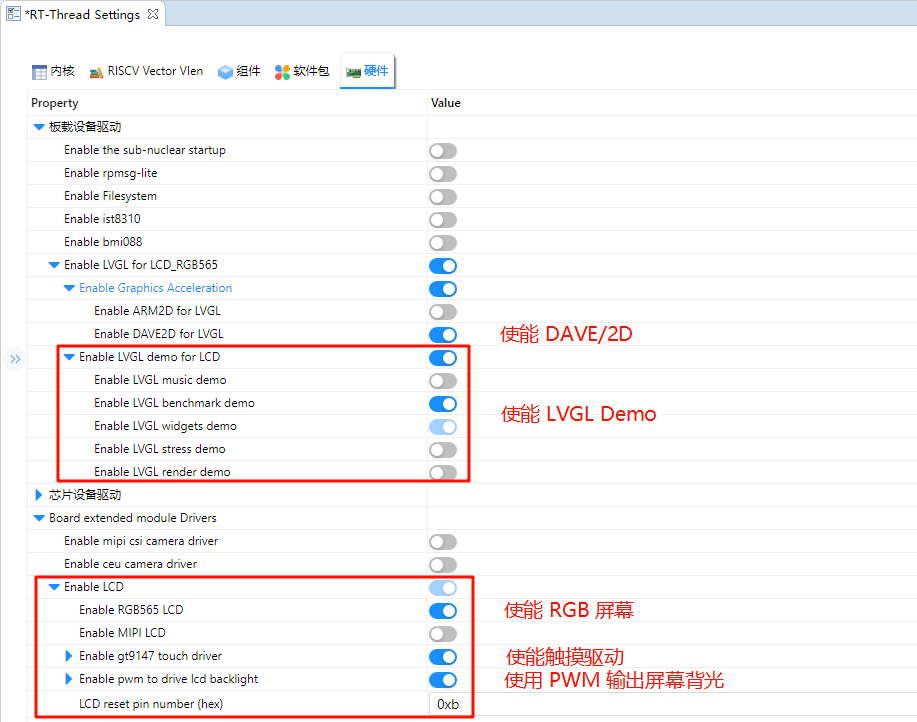 *RT-Thread Settings
内核 RISCV Vector Vlen 组件 软件包 硬件
Property Value
板载设备驱动
Enable the sub-nuclear startup
Enable rpmsg-lite
Enable Filesystem
Enable ist8310
Enable bmi088
Enable LVGL for LCD_RGB565
Enable Graphics Acceleration
Enable ARM2D for LVGL
Enable DAVE2D for LVGL 使能 DAVE/2D
Enable LVGL demo for LCD
Enable LVGL music demo
Enable LVGL benchmark demo
使能 LVGL Demo
Enable LVGL widgets demo
Enable LVGL stress demo
Enable LVGL render demo
芯片设备驱动
Board extended module Drivers
Enable mipi csi camera driver
Enable ceu camera driver
Enable LCD
Enable RGB565 LCD 使能 RGB 屏幕
Enable MIPI LCD
Enable gt9147 touch driver 使能触摸驱动
Enable pwm to drive lcd backlight 使用 PWM 输出屏幕背光
LCD reset pin number (hex) 0xb